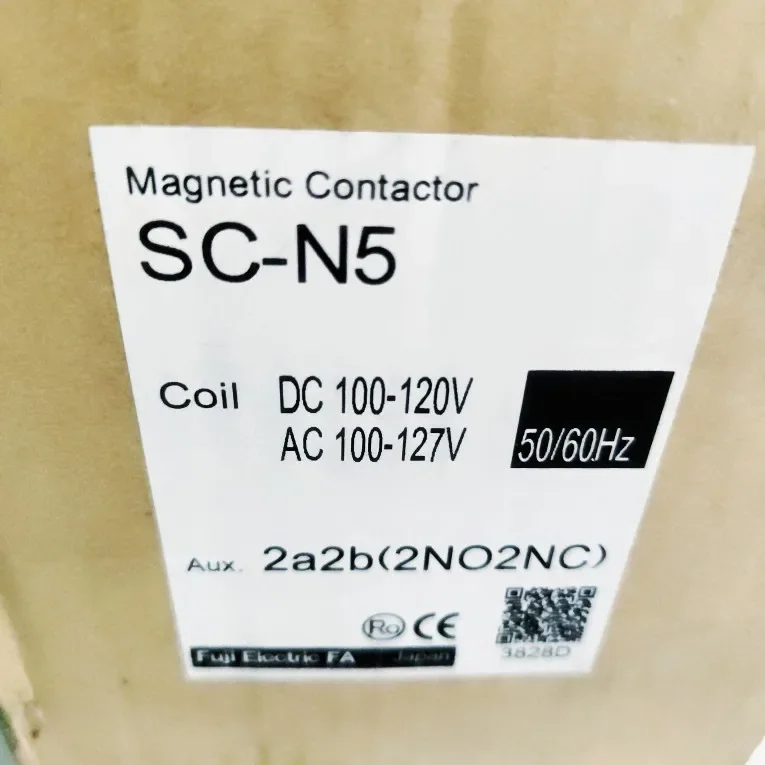 Magnetic Contactor
SC-N5
Coil DC 100-120V
AC 100-127V 50/60Hz
Aux. 2a2b(2NO2NC)
Ro CE
Fuji Electric FA Japan
3828D